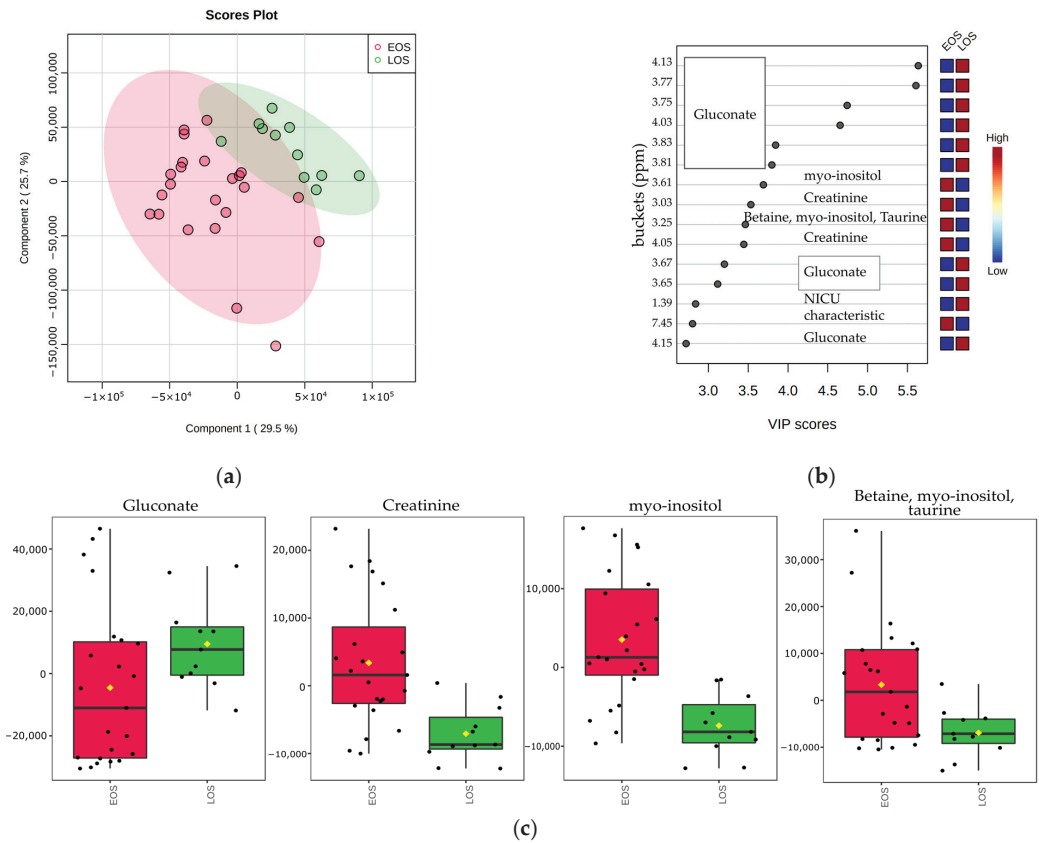 Scores Plot
EOS
LOS
100,000
50,000
0
−50,000
−100,000
−150,000
Component 2 ( 25.7 %)
−1×10⁵
−5×10⁴
0
5×10⁴
1×10⁵
Component 1 ( 29.5 %)
(a)
EOS
LOS
buckets (ppm)
4.13
3.77
3.75
4.03
3.83
3.81
3.61
3.03
3.25
4.05
3.67
3.65
1.39
7.45
4.15
Gluconate
myo-inositol
Creatinine
Betaine, myo-inositol, Taurine
Creatinine
Gluconate
NICU
characteristic
Gluconate
High
Low
3.0
3.5
4.0
4.5
5.0
5.5
VIP scores
(b)
Gluconate
40,000
20,000
0
−20,000
EOS
LOS
Creatinine
20,000
10,000
0
−10,000
EOS
LOS
myo-inositol
10,000
0
−10,000
EOS
LOS
Betaine, myo-inositol,
taurine
30,000
20,000
10,000
0
−10,000
EOS
LOS
(c)